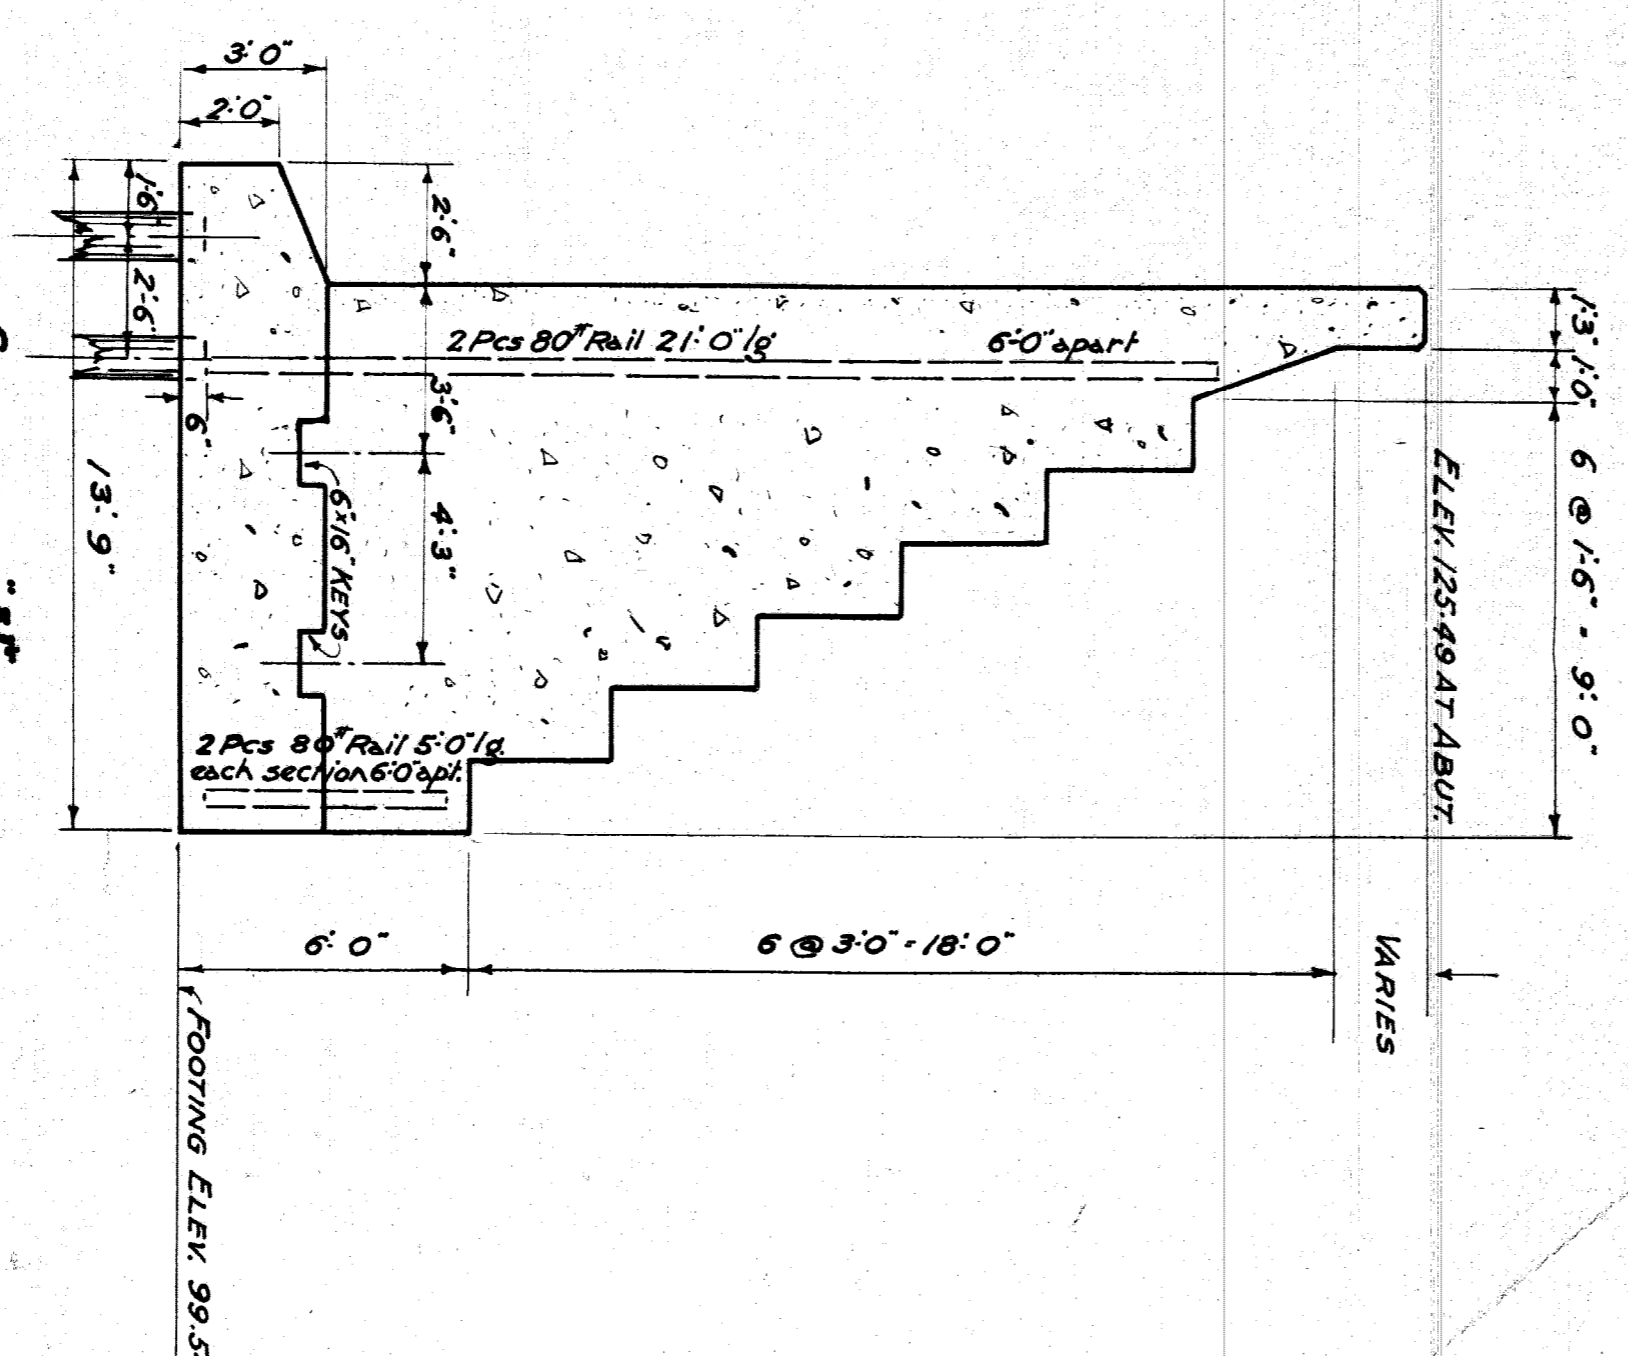 3'·0"
2'·0"
1'·6"
2'·6"
2'·6"
1'·3"
1'·0"
2 Pcs 80# Rail 21'·0" lg
6'·0" apart
3'·6"
6"
6 @ 1'·6" = 9'·0"
ELEV. 125.49 AT ABUT.
13'·9"
6"x16" KEYS
4'·3"
2 Pcs 80# Rail 5'·0" lg.
each section 6'·0" apt.
6'·0"
6 @ 3'·0" = 18'·0"
VARIES
FOOTING ELEV. 99.5